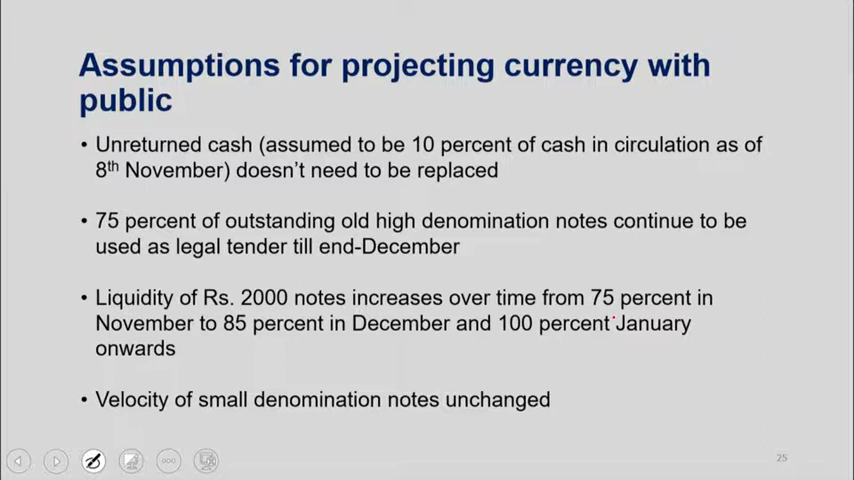 Assumptions for projecting currency with
public
• Unreturned cash (assumed to be 10 percent of cash in circulation as of
8th November) doesn't need to be replaced
• 75 percent of outstanding old high denomination notes continue to be
used as legal tender till end-December
• Liquidity of Rs. 2000 notes increases over time from 75 percent in
November to 85 percent in December and 100 percent January
onwards
• Velocity of small denomination notes unchanged
25